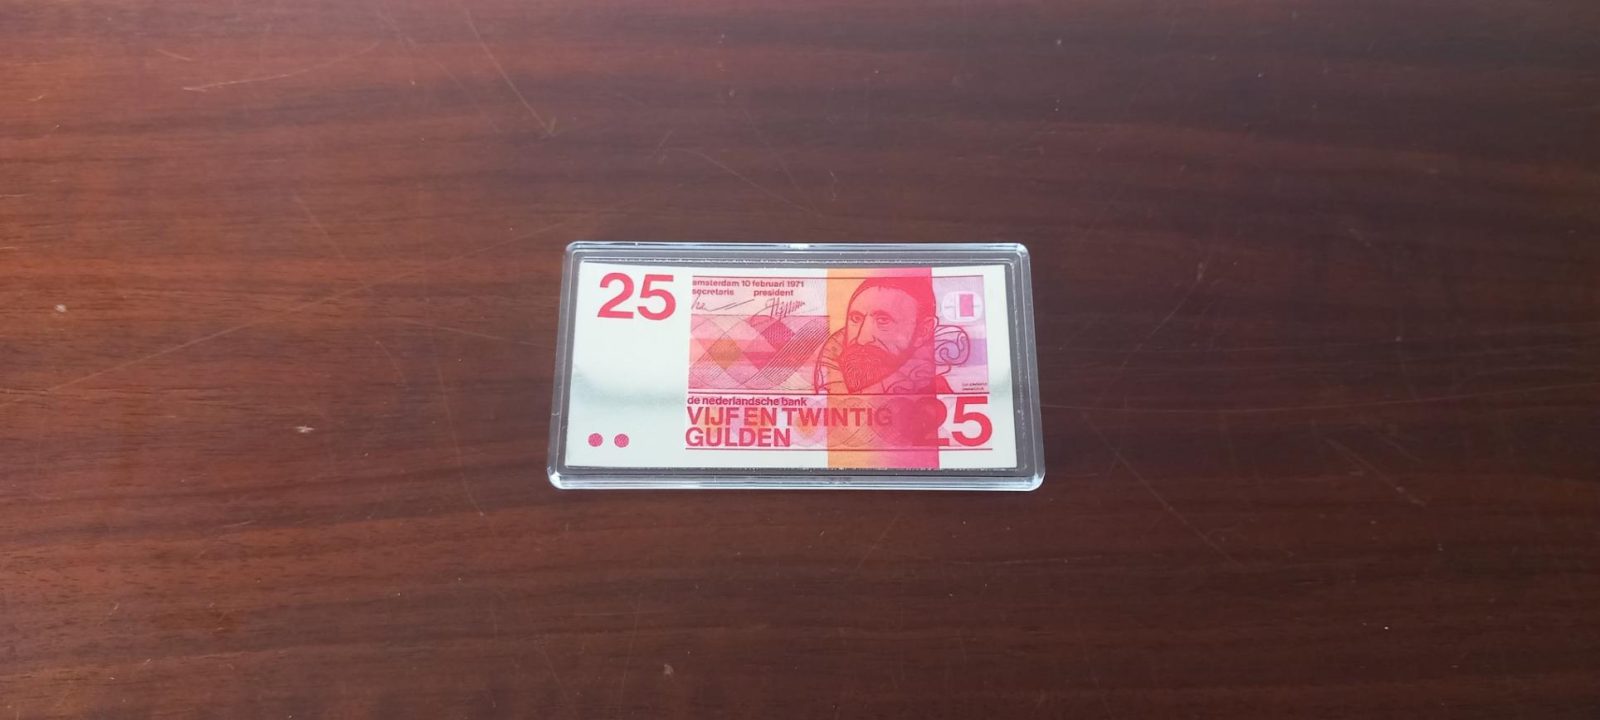 25
amsterdam 10 februari 1971
secretaris president
de nederlandsche bank
VIJF EN TWINTIG
GULDEN
25